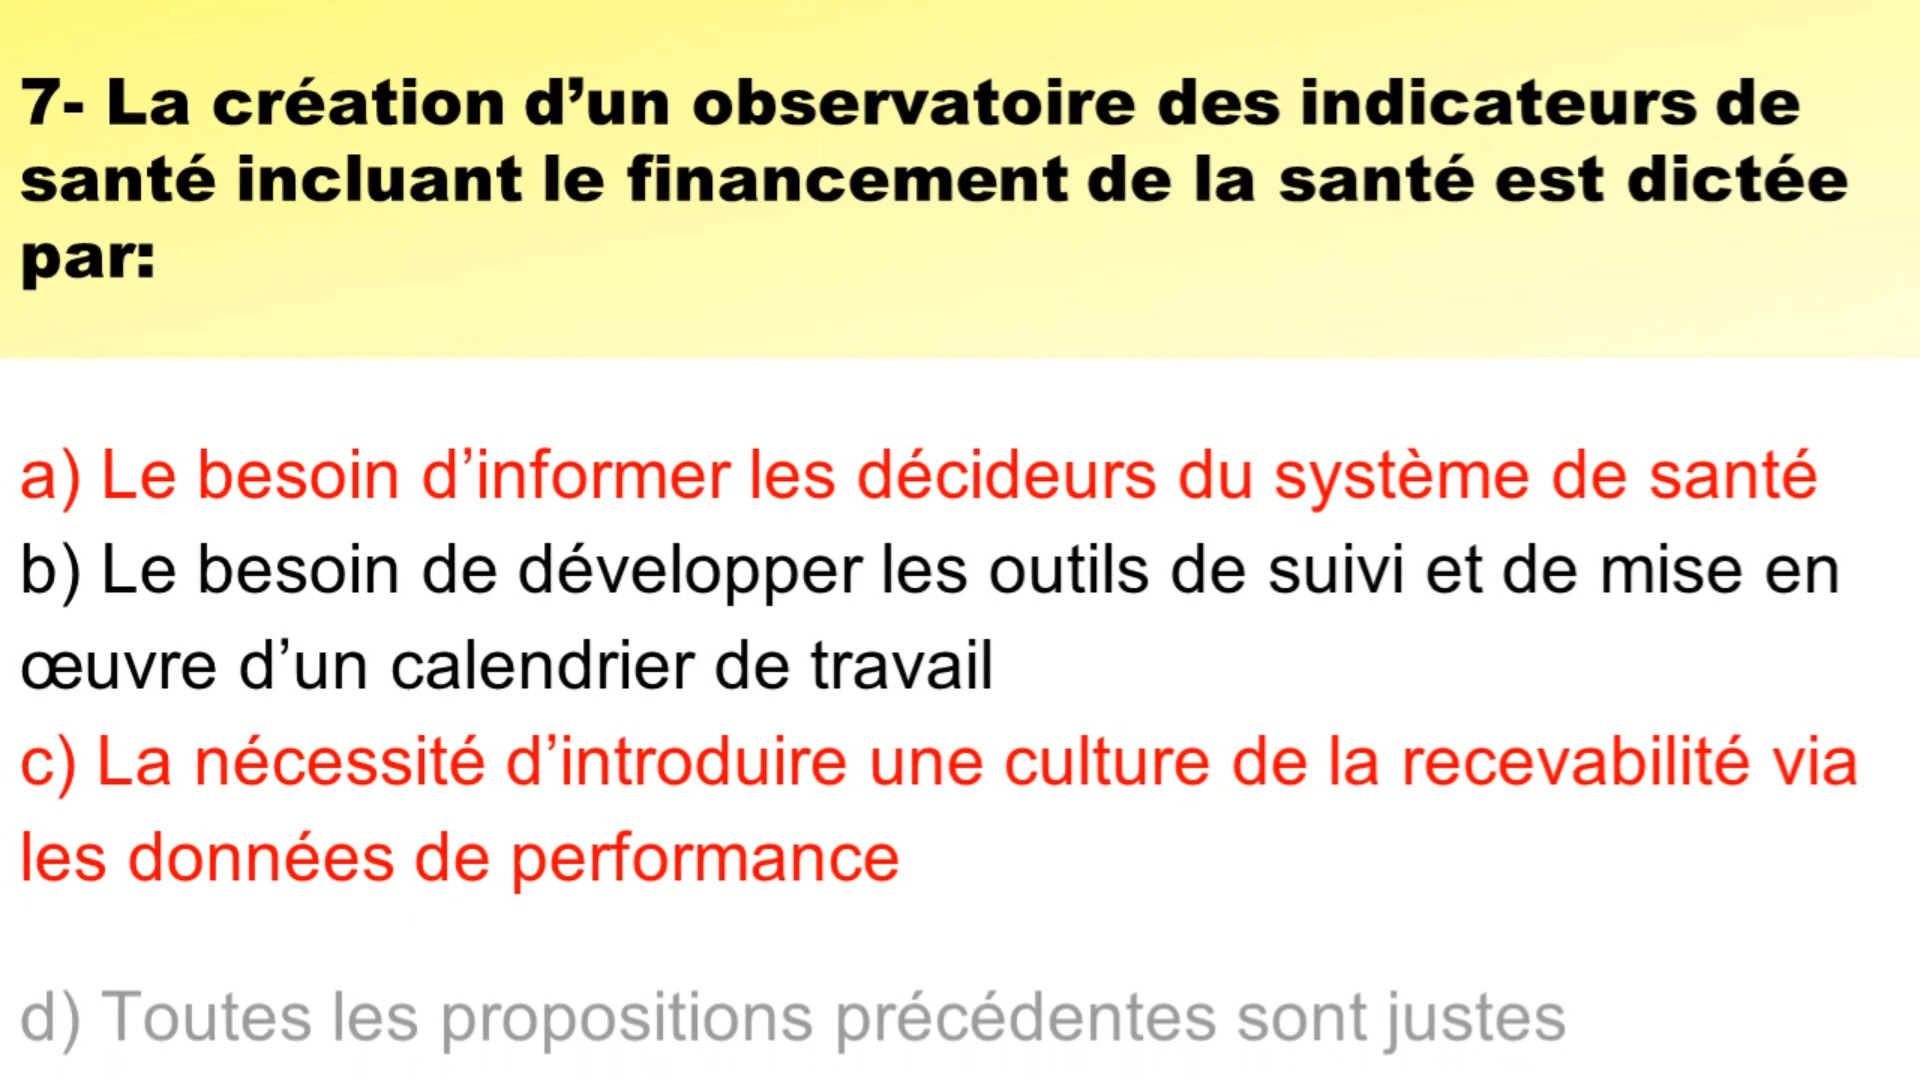 7- La création d’un observatoire des indicateurs de
santé incluant le financement de la santé est dictée
par:
a) Le besoin d’informer les décideurs du système de santé
b) Le besoin de développer les outils de suivi et de mise en
œuvre d’un calendrier de travail
c) La nécessité d’introduire une culture de la recevabilité via
les données de performance
d) Toutes les propositions précédentes sont justes